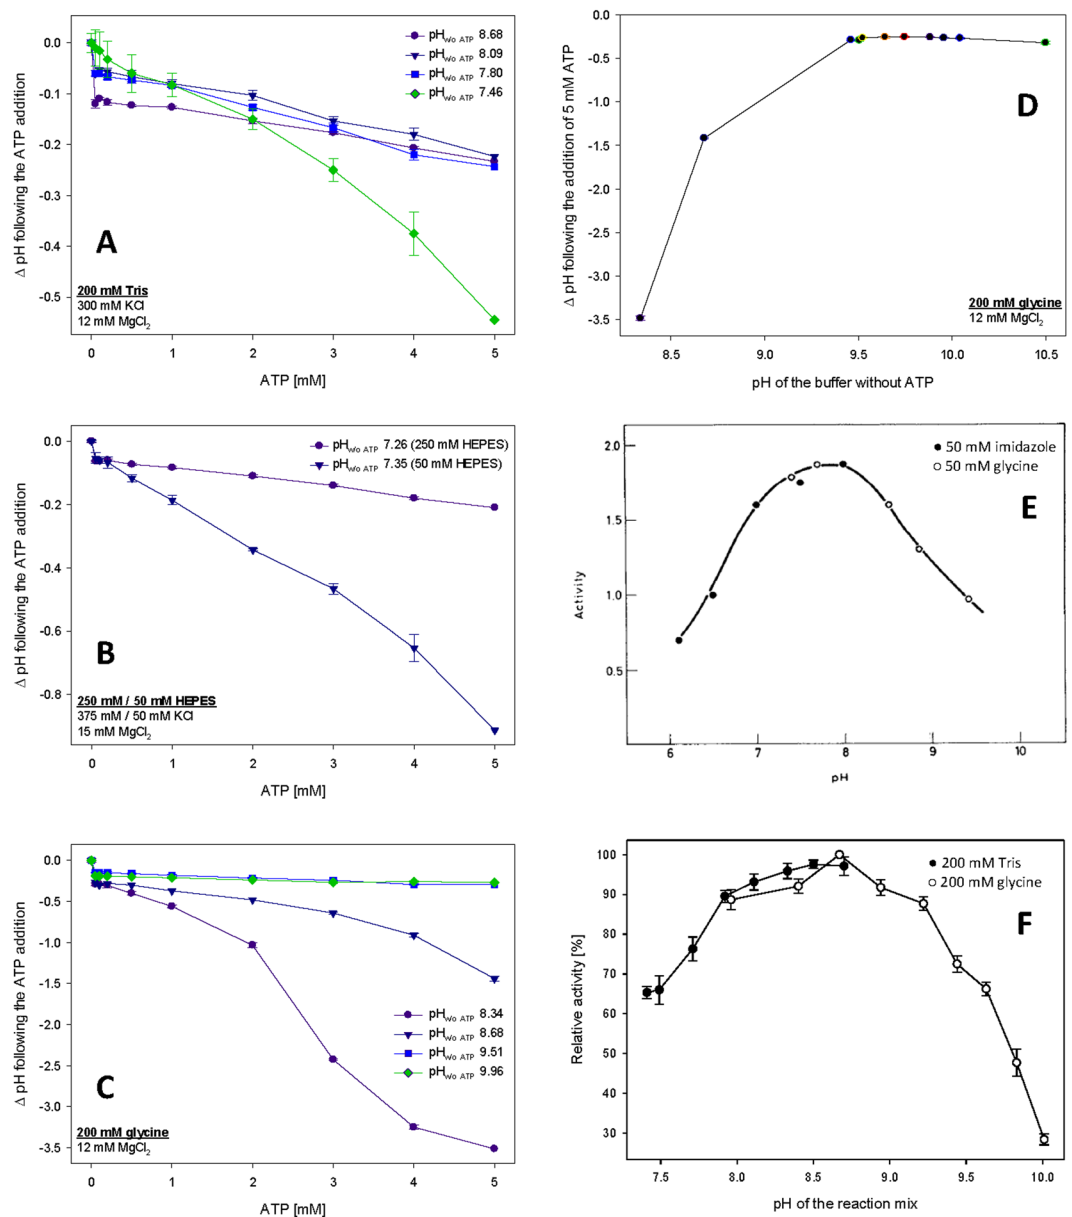 Δ pH following the ATP addition
0.0
-0.1
-0.2
-0.3
-0.4
-0.5
pHw/o ATP 8.68
pHw/o ATP 8.09
pHw/o ATP 7.80
pHw/o ATP 7.46
A
200 mM Tris
300 mM KCl
12 mM MgCl2
0 1 2 3 4 5
ATP [mM]
Δ pH following the addition of 5 mM ATP
0.0
-0.5
-1.0
-1.5
-2.0
-2.5
-3.0
-3.5
D
200 mM glycine
12 mM MgCl2
8.5 9.0 9.5 10.0 10.5
pH of the buffer without ATP
Δ pH following the ATP addition
0.0
-0.2
-0.4
-0.6
-0.8
pHw/o ATP 7.26 (250 mM HEPES)
pHw/o ATP 7.35 (50 mM HEPES)
B
250 mM / 50 mM HEPES
375 mM / 50 mM KCl
15 mM MgCl2
0 1 2 3 4 5
ATP [mM]
Activity
2.0
1.5
1.0
0.5
50 mM imidazole
50 mM glycine
E
6 7 8 9 10
pH
Δ pH following the ATP addition
0.0
-0.5
-1.0
-1.5
-2.0
-2.5
-3.0
-3.5
pHw/o ATP 8.34
pHw/o ATP 8.68
pHw/o ATP 9.51
pHw/o ATP 9.96
C
200 mM glycine
12 mM MgCl2
0 1 2 3 4 5
ATP [mM]
Relative activity [%]
100
90
80
70
60
50
40
30
200 mM Tris
200 mM glycine
F
7.5 8.0 8.5 9.0 9.5 10.0
pH of the reaction mix